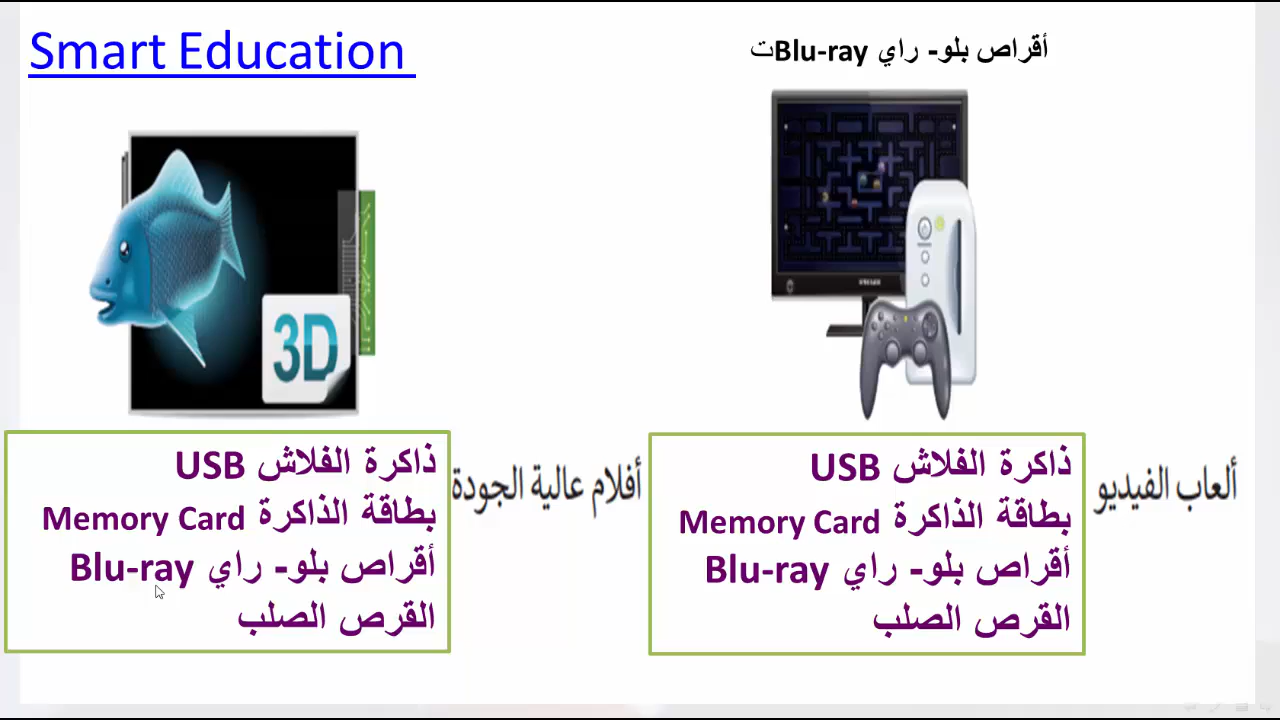 Smart Education
أقراص بلو- راي Blu-rayت
3D
ألعاب الفيديو
ذاكرة الفلاش USB
بطاقة الذاكرة Memory Card
أقراص بلو- راي Blu-ray
القرص الصلب
أفلام عالية الجودة
ذاكرة الفلاش USB
بطاقة الذاكرة Memory Card
أقراص بلو- راي Blu-ray
القرص الصلب